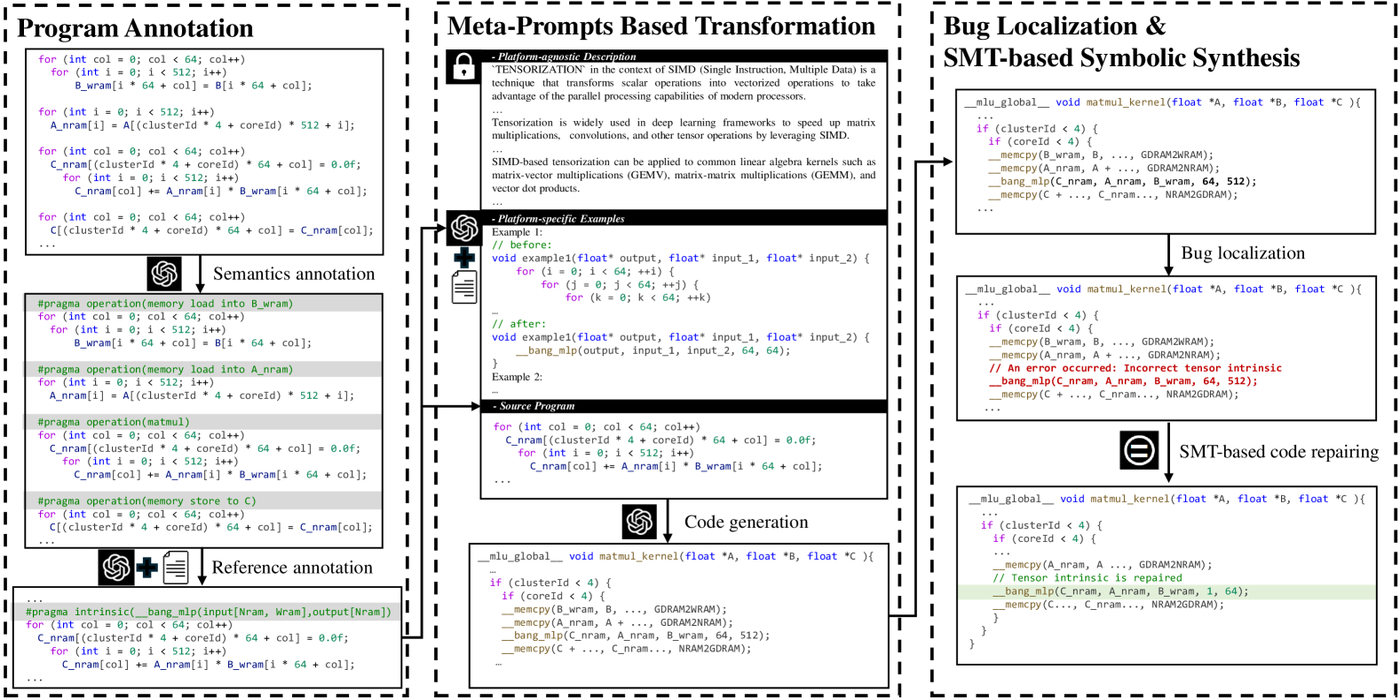 Program Annotation
for (int col = 0; col < 64; col++)
for (int i = 0; i < 512; i++)
B_wram[i * 64 + col] = B[i * 64 + col];
for (int i = 0; i < 512; i++)
A_nram[i] = A[(clusterId * 4 + coreId) * 512 + i];
for (int col = 0; col < 64; col++)
C_nram[(clusterId * 4 + coreId) * 64 + col] = 0.0f;
for (int i = 0; i < 512; i++)
C_nram[col] += A_nram[i] * B_wram[i * 64 + col];
for (int col = 0; col < 64; col++)
C[(clusterId * 4 + coreId) * 64 + col] = C_nram[col];
...
Semantics annotation
#pragma operation(memory load into B_wram)
for (int col = 0; col < 64; col++)
for (int i = 0; i < 512; i++)
B_wram[i * 64 + col] = B[i * 64 + col];
#pragma operation(memory load into A_nram)
for (int i = 0; i < 512; i++)
A_nram[i] = A[(clusterId * 4 + coreId) * 512 + i];
#pragma operation(matmul)
for (int col = 0; col < 64; col++)
C_nram[(clusterId * 4 + coreId) * 64 + col] = 0.0f;
for (int i = 0; i < 512; i++)
C_nram[col] += A_nram[i] * B_wram[i * 64 + col];
#pragma operation(memory store to C)
for (int col = 0; col < 64; col++)
C[(clusterId * 4 + coreId) * 64 + col] = C_nram[col];
...
Reference annotation
...
#pragma intrinsic(__bang_mlp(input[Nram, Wram],output[Nram])
for (int col = 0; col < 64; col++)
C_nram[(clusterId * 4 + coreId) * 64 + col] = 0.0f;
for (int i = 0; i < 512; i++)
C_nram[col] += A_nram[i] * B_wram[i * 64 + col];
...
Meta-Prompts Based Transformation
- Platform-agnostic Description
`TENSORIZATION` in the context of SIMD (Single Instruction, Multiple Data) is a
technique that transforms scalar operations into vectorized operations to take
advantage of the parallel processing capabilities of modern processors.
...
Tensorization is widely used in deep learning frameworks to speed up matrix
multiplications, convolutions, and other tensor operations by leveraging SIMD.
...
SIMD-based tensorization can be applied to common linear algebra kernels such as
matrix-vector multiplications (GEMV), matrix-matrix multiplications (GEMM), and
vector dot products.
...
- Platform-specific Examples
Example 1:
// before:
void example1(float* output, float* input_1, float* input_2) {
for (i = 0; i < 64; ++i) {
for (j = 0; j < 64; ++j) {
for (k = 0; k < 64; ++k)
…
// after:
void example1(float* output, float* input_1, float* input_2) {
__bang_mlp(output, input_1, input_2, 64, 64);
}
Example 2:
…
- Source Program
for (int col = 0; col < 64; col++)
C_nram[(clusterId * 4 + coreId) * 64 + col] = 0.0f;
for (int i = 0; i < 512; i++)
C_nram[col] += A_nram[i] * B_wram[i * 64 + col];
...
Code generation
__mlu_global__ void matmul_kernel(float *A, float *B, float *C ){
…
if (clusterId < 4) {
if (coreId < 4) {
__memcpy(B_wram, B, ..., GDRAM2WRAM);
__memcpy(A_nram, A + ..., GDRAM2NRAM);
__bang_mlp(C_nram, A_nram, B_wram, 64, 512);
__memcpy(C + ..., C_nram..., NRAM2GDRAM);
…
Bug Localization &
SMT-based Symbolic Synthesis
__mlu_global__ void matmul_kernel(float *A, float *B, float *C ){
...
if (clusterId < 4) {
if (coreId < 4) {
__memcpy(B_wram, B, ..., GDRAM2WRAM);
__memcpy(A_nram, A + ..., GDRAM2NRAM);
__bang_mlp(C_nram, A_nram, B_wram, 64, 512);
__memcpy(C + ..., C_nram..., NRAM2GDRAM);
...
Bug localization
__mlu_global__ void matmul_kernel(float *A, float *B, float *C ){
...
if (clusterId < 4) {
if (coreId < 4) {
__memcpy(B_wram, B, ..., GDRAM2WRAM);
__memcpy(A_nram, A + ..., GDRAM2NRAM);
// An error occurred: Incorrect tensor intrinsic
__bang_mlp(C_nram, A_nram, B_wram, 64, 512);
__memcpy(C + ..., C_nram..., NRAM2GDRAM);
...
SMT-based code repairing
__mlu_global__ void matmul_kernel(float *A, float *B, float *C ){
...
if (clusterId < 4) {
if (coreId < 4) {
...
__memcpy(A_nram, A ..., GDRAM2NRAM);
// Tensor intrinsic is repaired
__bang_mlp(C_nram, A_nram, B_wram, 1, 64);
__memcpy(C..., C_nram..., NRAM2GDRAM);
}
}
}